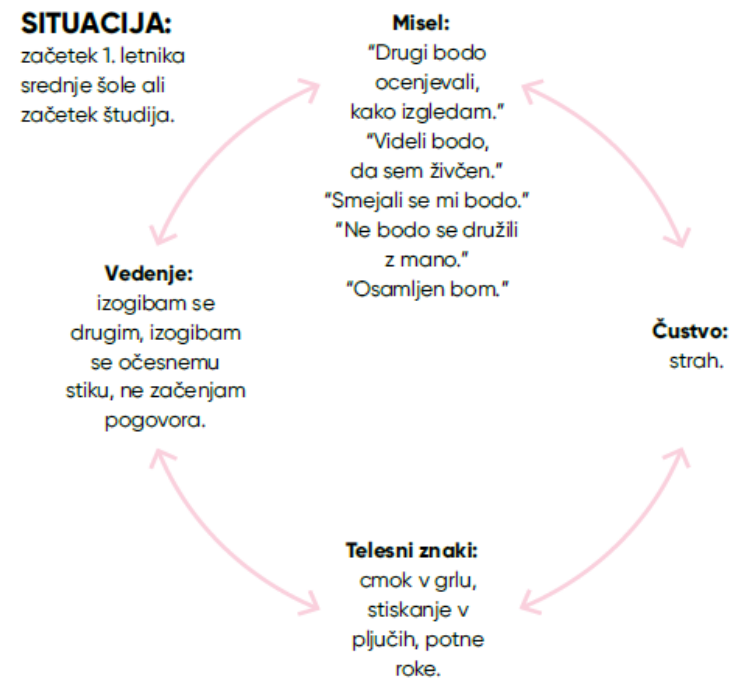 SITUACIJA:
začetek 1. letnika
srednje šole ali
začetek študija.
Misel:
“Drugi bodo
ocenjevali,
kako izgledam.”
“Videli bodo,
da sem živčen.”
“Smejali se mi bodo.”
“Ne bodo se družili
z mano.”
“Osamljen bom.”
Čustvo:
strah.
Telesni znaki:
cmok v grlu,
stiskanje v
pljučih, potne
roke.
Vedenje:
izogibam se
drugim, izogibam
se očesnemu
stiku, ne začenjam
pogovora.